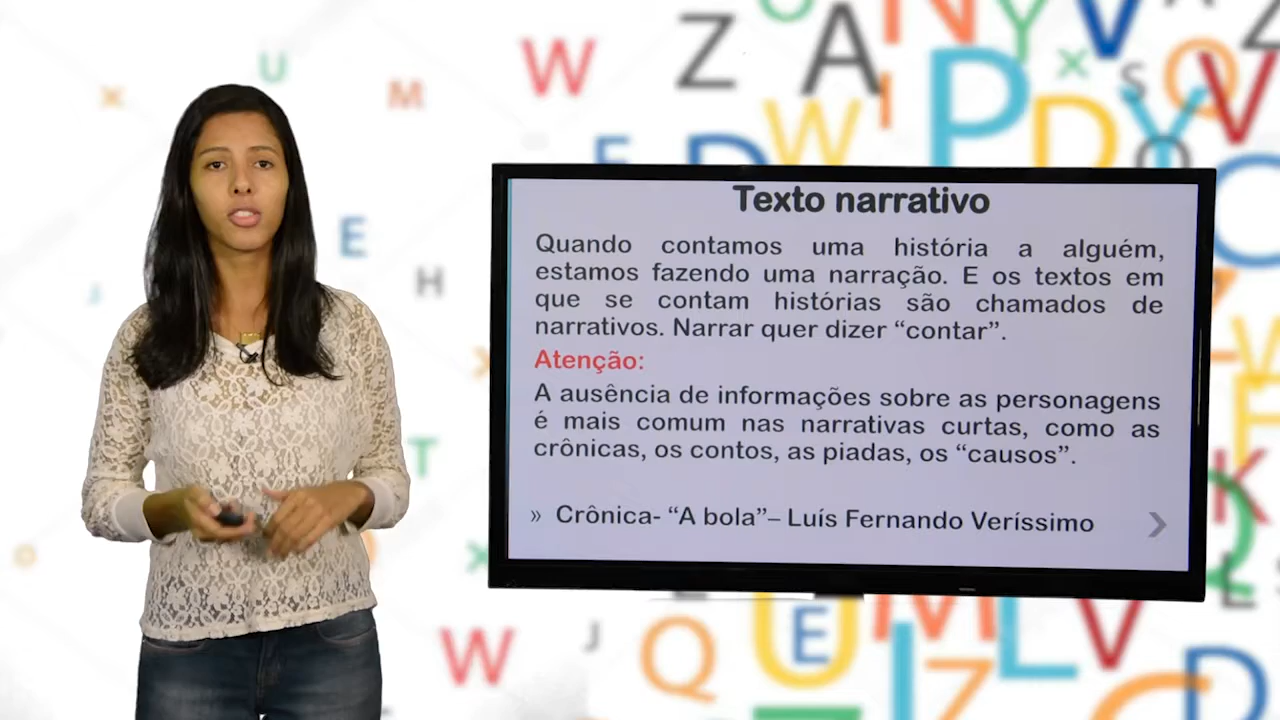 Texto narrativo
Quando contamos uma história a alguém,
estamos fazendo uma narração. E os textos em
que se contam histórias são chamados de
narrativos. Narrar quer dizer “contar”.
Atenção:
A ausência de informações sobre as personagens
é mais comum nas narrativas curtas, como as
crônicas, os contos, as piadas, os “causos”.
» Crônica- “A bola”– Luís Fernando Veríssimo